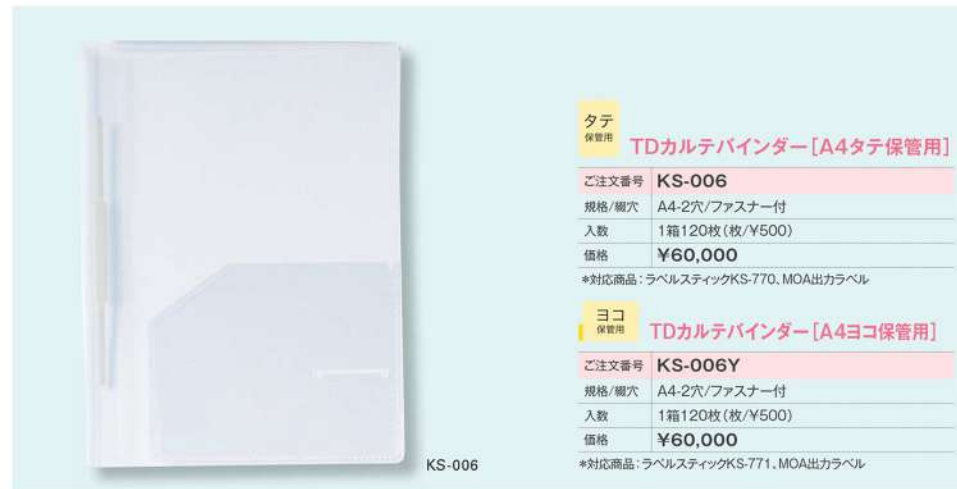 タテ
保管用
TDカルテバインダー[A4タテ保管用]
ご注文番号 KS-006
規格/綴穴 A4-2穴/ファスナー付
入数 1箱120枚(枚/¥500)
価格 ¥60,000
*対応商品:ラベルスティックKS-770、MOA出力ラベル
ヨコ
保管用
TDカルテバインダー[A4ヨコ保管用]
ご注文番号 KS-006Y
規格/綴穴 A4-2穴/ファスナー付
入数 1箱120枚(枚/¥500)
価格 ¥60,000
*対応商品:ラベルスティックKS-771、MOA出力ラベル
KS-006